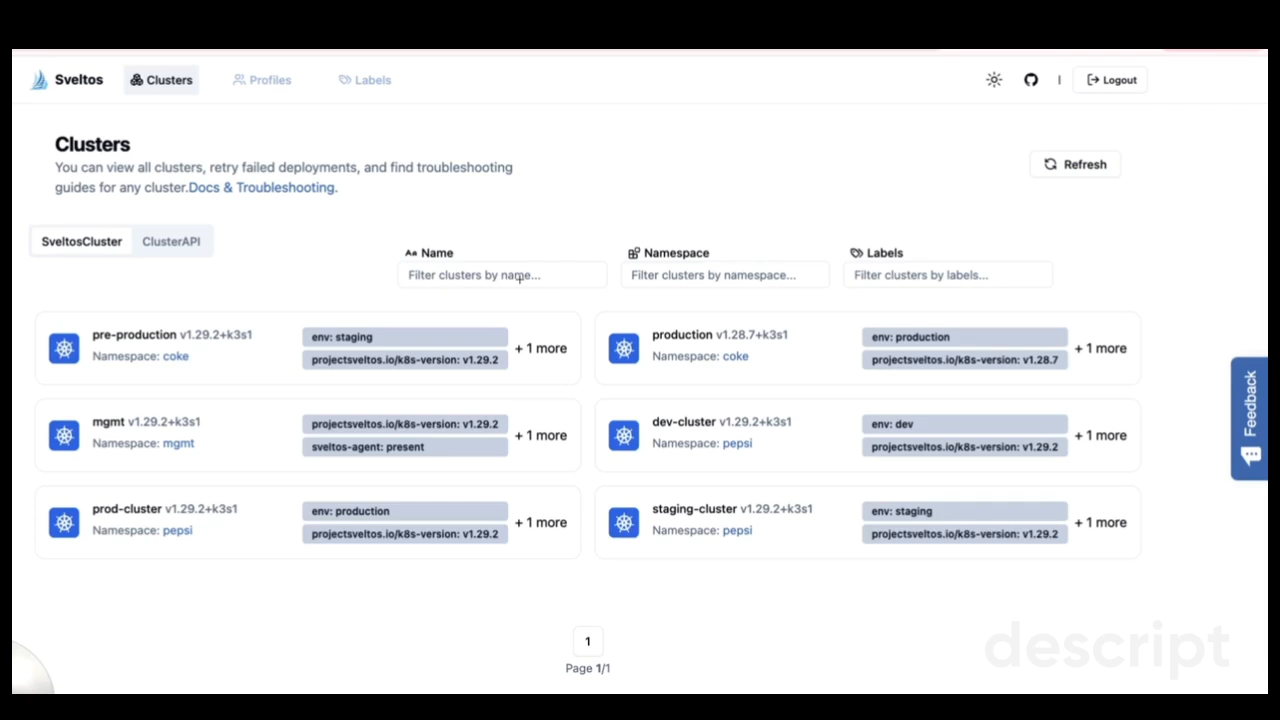 Sveltos Clusters Profiles Labels | Logout
Clusters
You can view all clusters, retry failed deployments, and find troubleshooting
guides for any cluster.Docs & Troubleshooting.
Refresh
SveltosCluster ClusterAPI
Aa Name Namespace Labels
Filter clusters by name... Filter clusters by namespace... Filter clusters by labels...
pre-production v1.29.2+k3s1
Namespace: coke
env: staging
projectsveltos.io/k8s-version: v1.29.2
+ 1 more
production v1.28.7+k3s1
Namespace: coke
env: production
projectsveltos.io/k8s-version: v1.28.7
+ 1 more
mgmt v1.29.2+k3s1
Namespace: mgmt
projectsveltos.io/k8s-version: v1.29.2
sveltos-agent: present
+ 1 more
dev-cluster v1.29.2+k3s1
Namespace: pepsi
env: dev
projectsveltos.io/k8s-version: v1.29.2
+ 1 more
prod-cluster v1.29.2+k3s1
Namespace: pepsi
env: production
projectsveltos.io/k8s-version: v1.29.2
+ 1 more
staging-cluster v1.29.2+k3s1
Namespace: pepsi
env: staging
projectsveltos.io/k8s-version: v1.29.2
+ 1 more
Feedback
1
Page 1/1
descript